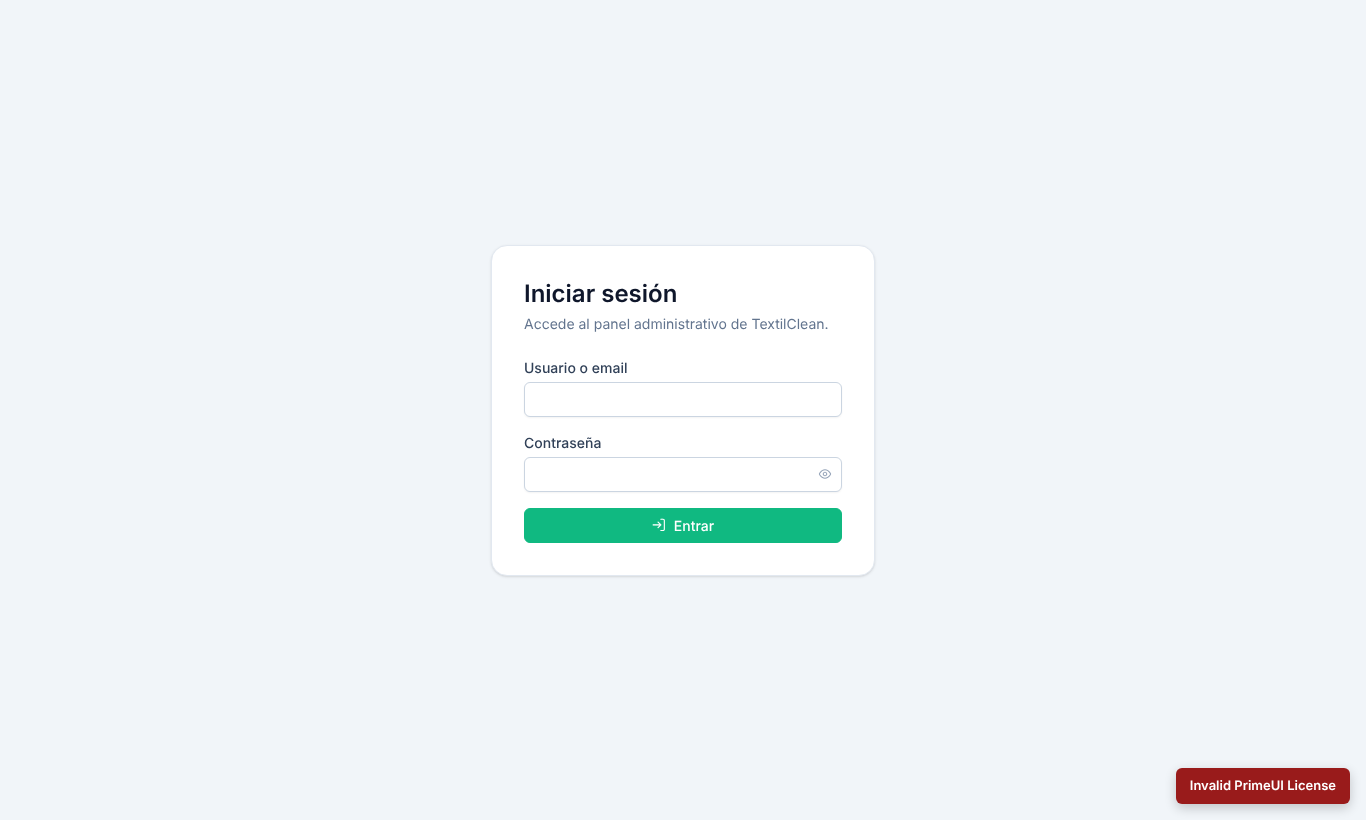 Iniciar sesión
Accede al panel administrativo de TextilClean.
Usuario o email
Contraseña
Entrar
Invalid PrimeUI License